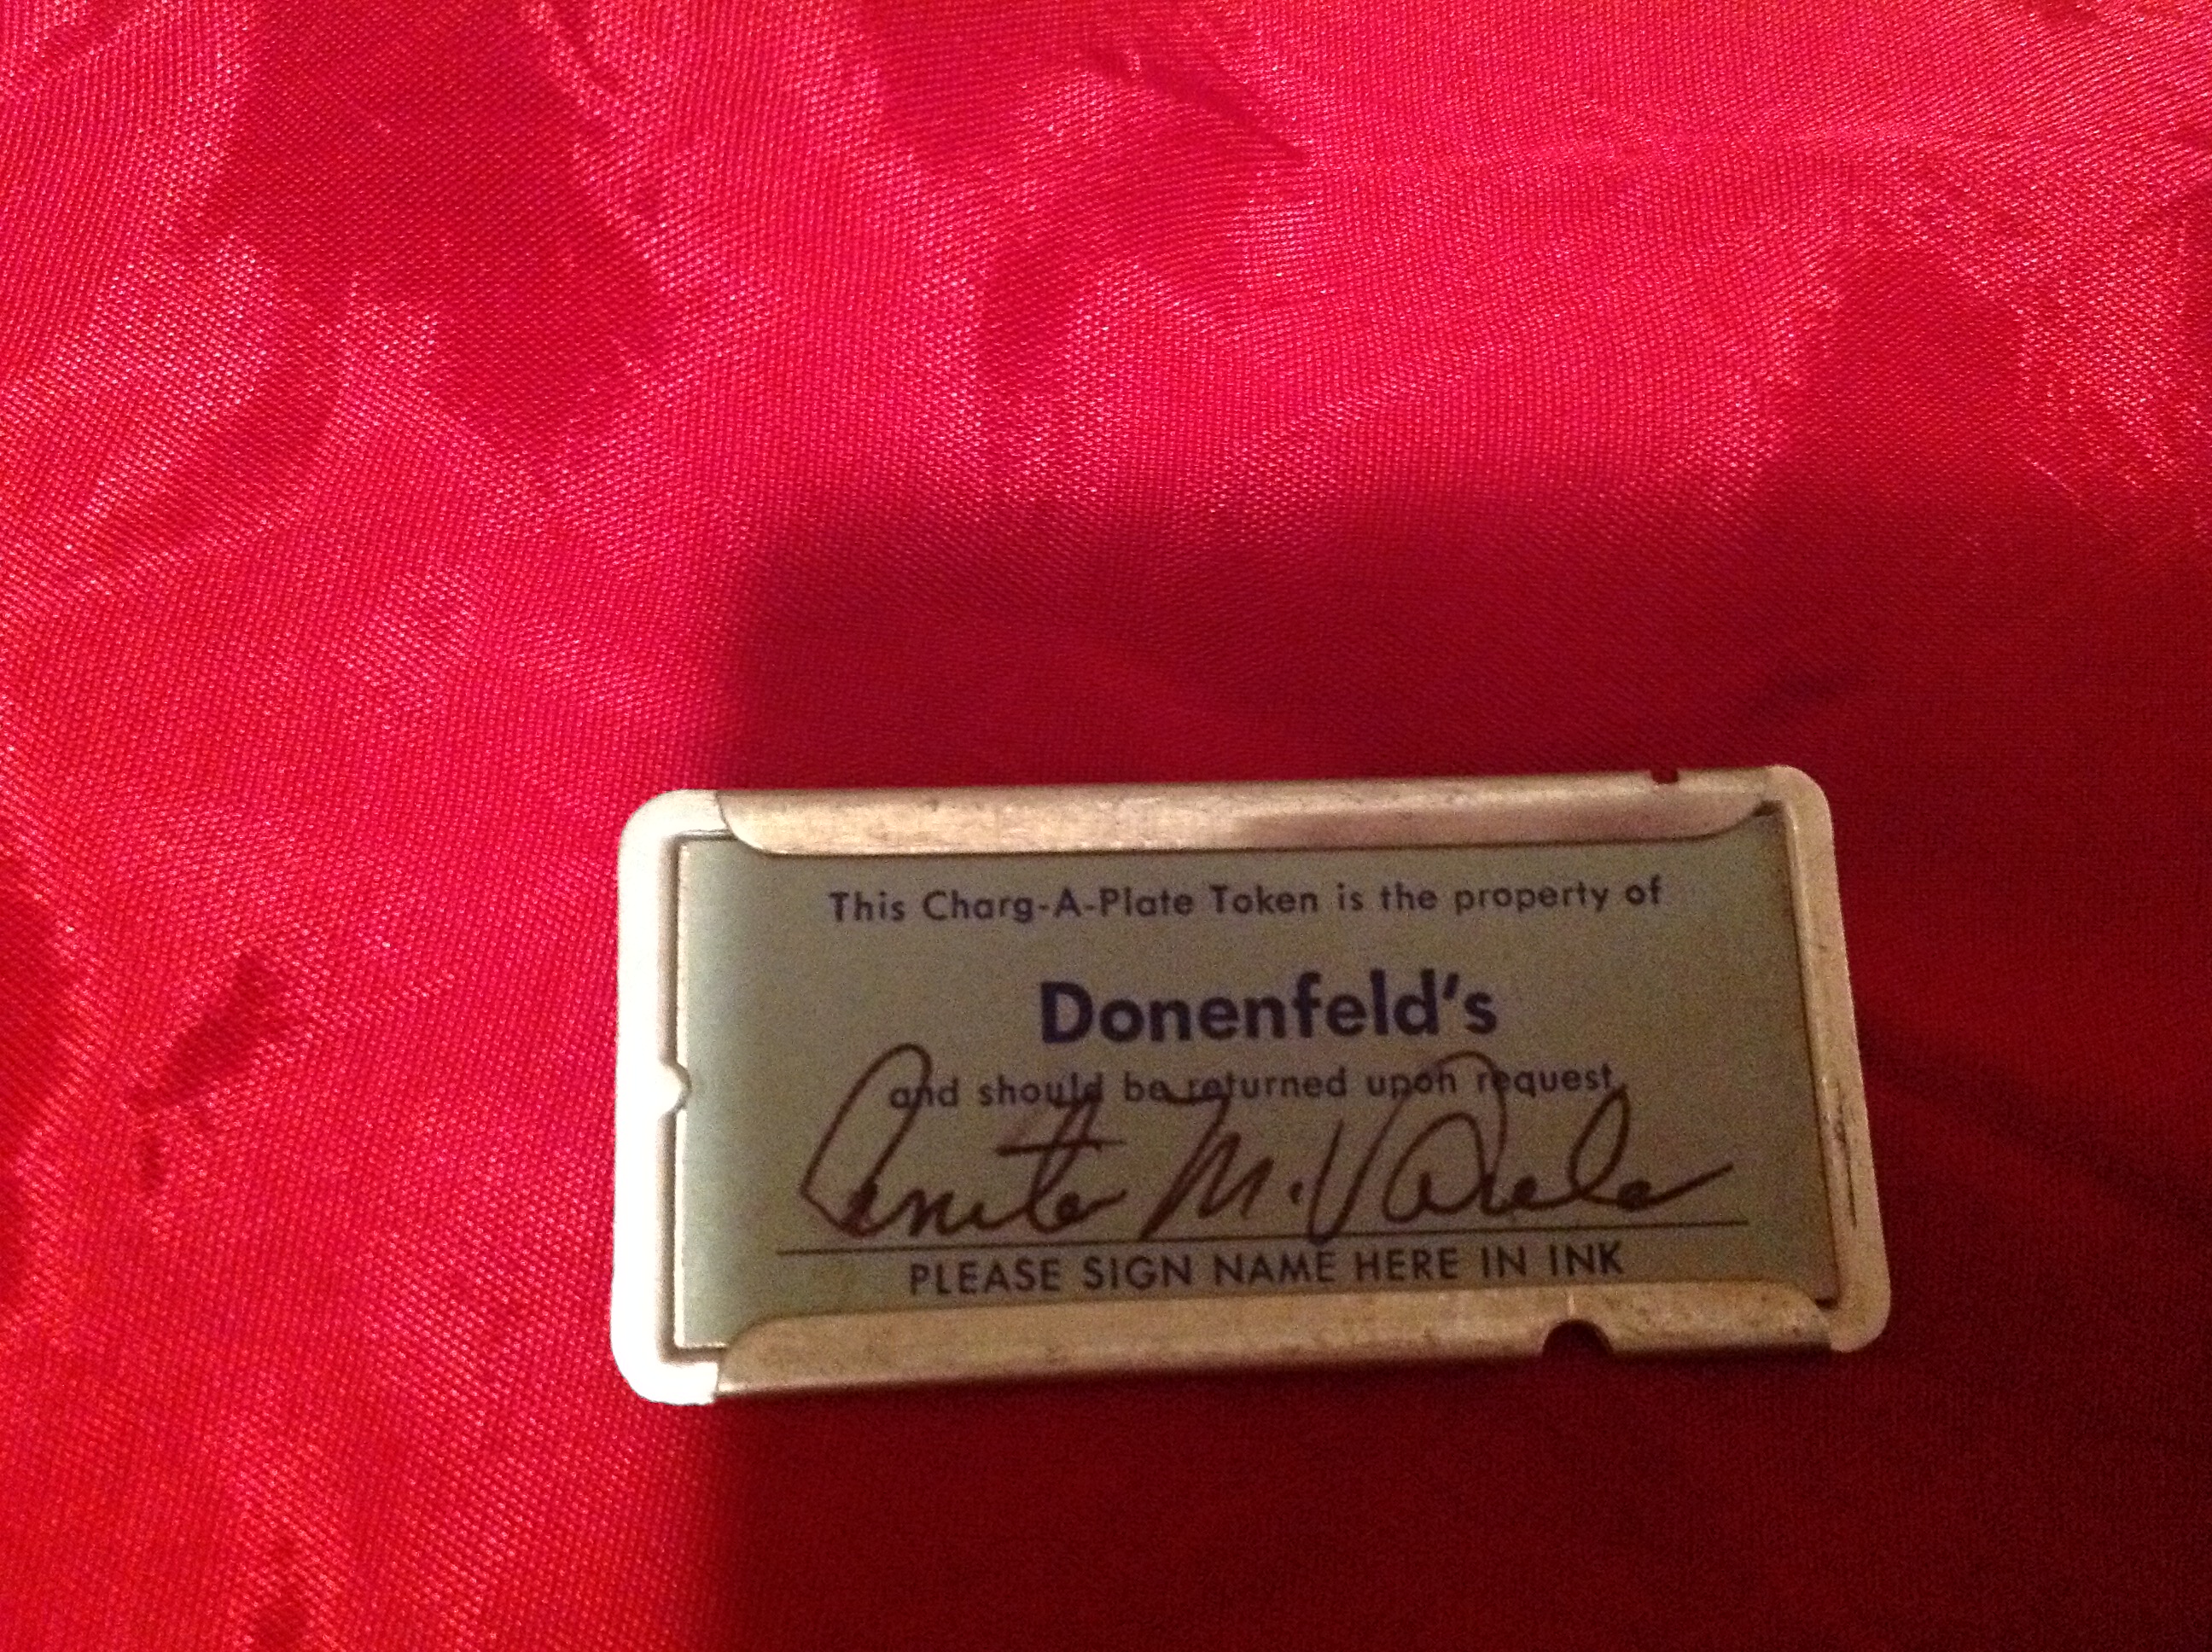 This Charg-A-Plate Token is the property of
Donenfeld's
and should be returned upon request
Anita M.
PLEASE SIGN NAME HERE IN INK